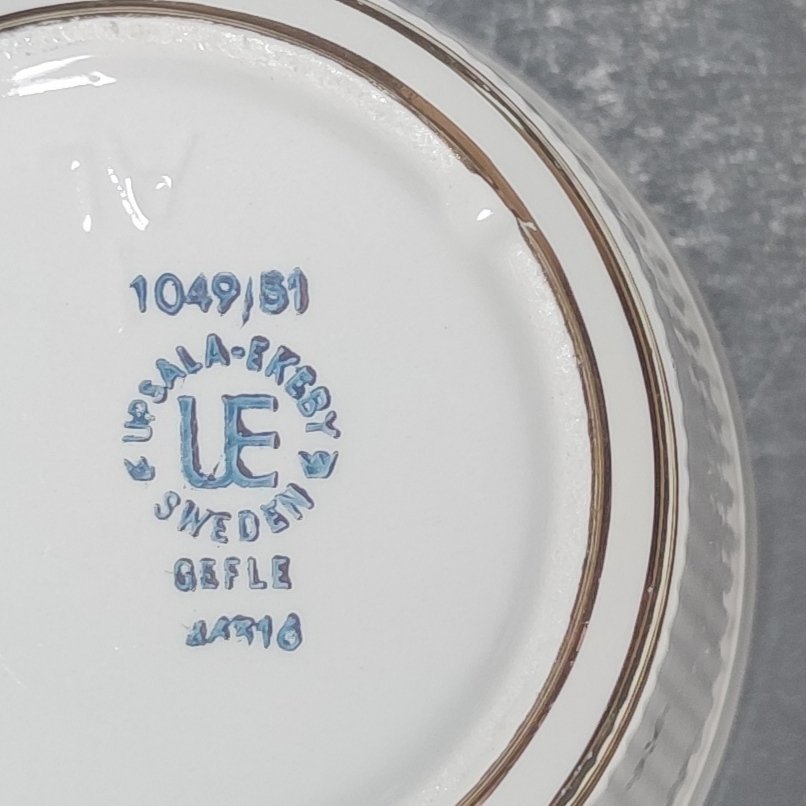 1049/51
UPSALA-EKEBY
UE
SWEDEN
GEFLE